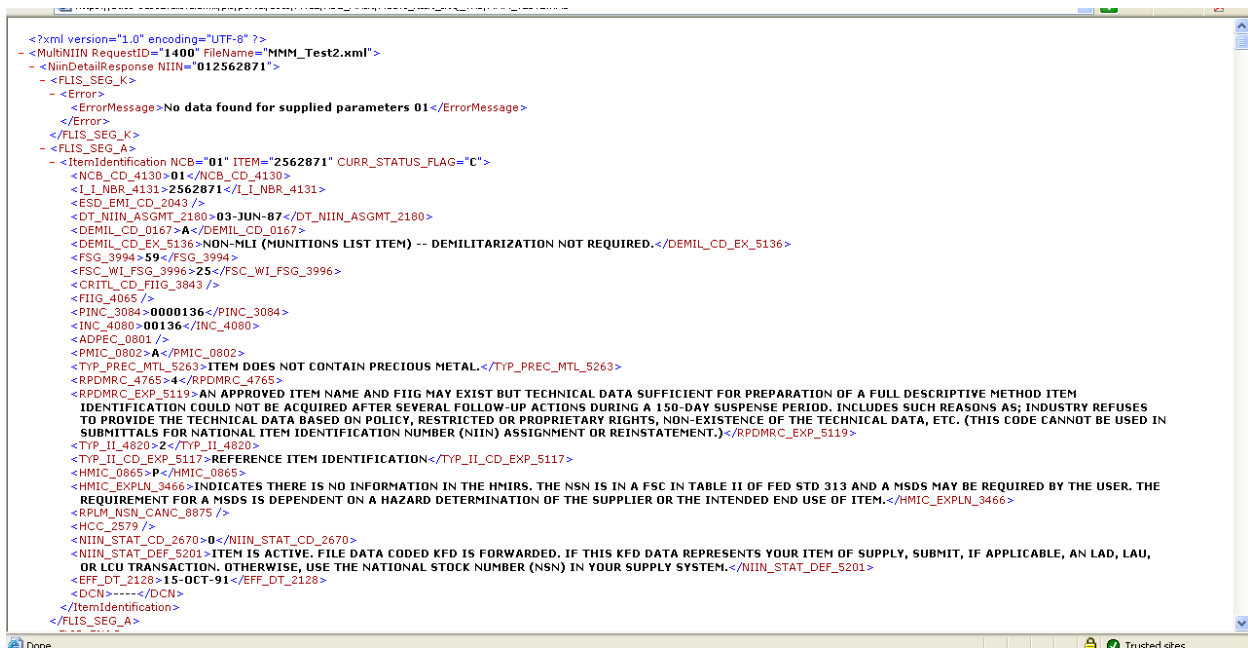 <?xml version="1.0" encoding="UTF-8" ?>
- <MultiNIIN RequestID="1400" FileName="MMM_Test2.xml">
- <NiinDetailResponse NIIN="012562871">
- <FLIS_SEG_K>
- <Error>
<ErrorMessage>No data found for supplied parameters 01</ErrorMessage>
</Error>
</FLIS_SEG_K>
- <FLIS_SEG_A>
- <ItemIdentification NCB="01" ITEM="2562871" CURR_STATUS_FLAG="C">
<NCB_CD_4130>01</NCB_CD_4130>
<I_I_NBR_4131>2562871</I_I_NBR_4131>
<ESD_EMI_CD_2043 />
<DT_NIIN_ASGMT_2180>03-JUN-87</DT_NIIN_ASGMT_2180>
<DEMIL_CD_0167>A</DEMIL_CD_0167>
<DEMIL_CD_EX_5136>NON-MLI (MUNITIONS LIST ITEM) -- DEMILITARIZATION NOT REQUIRED.</DEMIL_CD_EX_5136>
<FSG_3994>59</FSG_3994>
<FSC_WI_FSG_3996>25</FSC_WI_FSG_3996>
<CRITL_CD_FIIG_3843 />
<FIIG_4065 />
<PINC_3084>0000136</PINC_3084>
<INC_4080>00136</INC_4080>
<ADPEC_0801 />
<PMIC_0802>A</PMIC_0802>
<TYP_PREC_MTL_5263>ITEM DOES NOT CONTAIN PRECIOUS METAL.</TYP_PREC_MTL_5263>
<RPDMRC_4765>4</RPDMRC_4765>
<RPDMRC_EXP_5119>AN APPROVED ITEM NAME AND FIIG MAY EXIST BUT TECHNICAL DATA SUFFICIENT FOR PREPARATION OF A FULL DESCRIPTIVE METHOD ITEM
IDENTIFICATION COULD NOT BE ACQUIRED AFTER SEVERAL FOLLOW-UP ACTIONS DURING A 150-DAY SUSPENSE PERIOD. INCLUDES SUCH REASONS AS; INDUSTRY REFUSES
TO PROVIDE THE TECHNICAL DATA BASED ON POLICY, RESTRICTED OR PROPRIETARY RIGHTS, NON-EXISTENCE OF THE TECHNICAL DATA, ETC. (THIS CODE CANNOT BE USED IN
SUBMITTALS FOR NATIONAL ITEM IDENTIFICATION NUMBER (NIIN) ASSIGNMENT OR REINSTATEMENT.)</RPDMRC_EXP_5119>
<TYP_II_4820>2</TYP_II_4820>
<TYP_II_CD_EXP_5117>REFERENCE ITEM IDENTIFICATION</TYP_II_CD_EXP_5117>
<HMIC_0865>P</HMIC_0865>
<HMIC_EXPLN_3466>INDICATES THERE IS NO INFORMATION IN THE HMIRS. THE NSN IS IN A FSC IN TABLE II OF FED STD 313 AND A MSDS MAY BE REQUIRED BY THE USER. THE
REQUIREMENT FOR A MSDS IS DEPENDENT ON A HAZARD DETERMINATION OF THE SUPPLIER OR THE INTENDED END USE OF ITEM.</HMIC_EXPLN_3466>
<RPLM_NSN_CANC_8875 />
<HCC_2579 />
<NIIN_STAT_CD_2670>0</NIIN_STAT_CD_2670>
<NIIN_STAT_DEF_5201>ITEM IS ACTIVE. FILE DATA CODED KFD IS FORWARDED. IF THIS KFD DATA REPRESENTS YOUR ITEM OF SUPPLY, SUBMIT, IF APPLICABLE, AN LAD, LAU,
OR LCU TRANSACTION. OTHERWISE, USE THE NATIONAL STOCK NUMBER (NSN) IN YOUR SUPPLY SYSTEM.</NIIN_STAT_DEF_5201>
<EFF_DT_2128>15-OCT-91</EFF_DT_2128>
<DCN>----</DCN>
</ItemIdentification>
</FLIS_SEG_A>
Done
Trusted sites